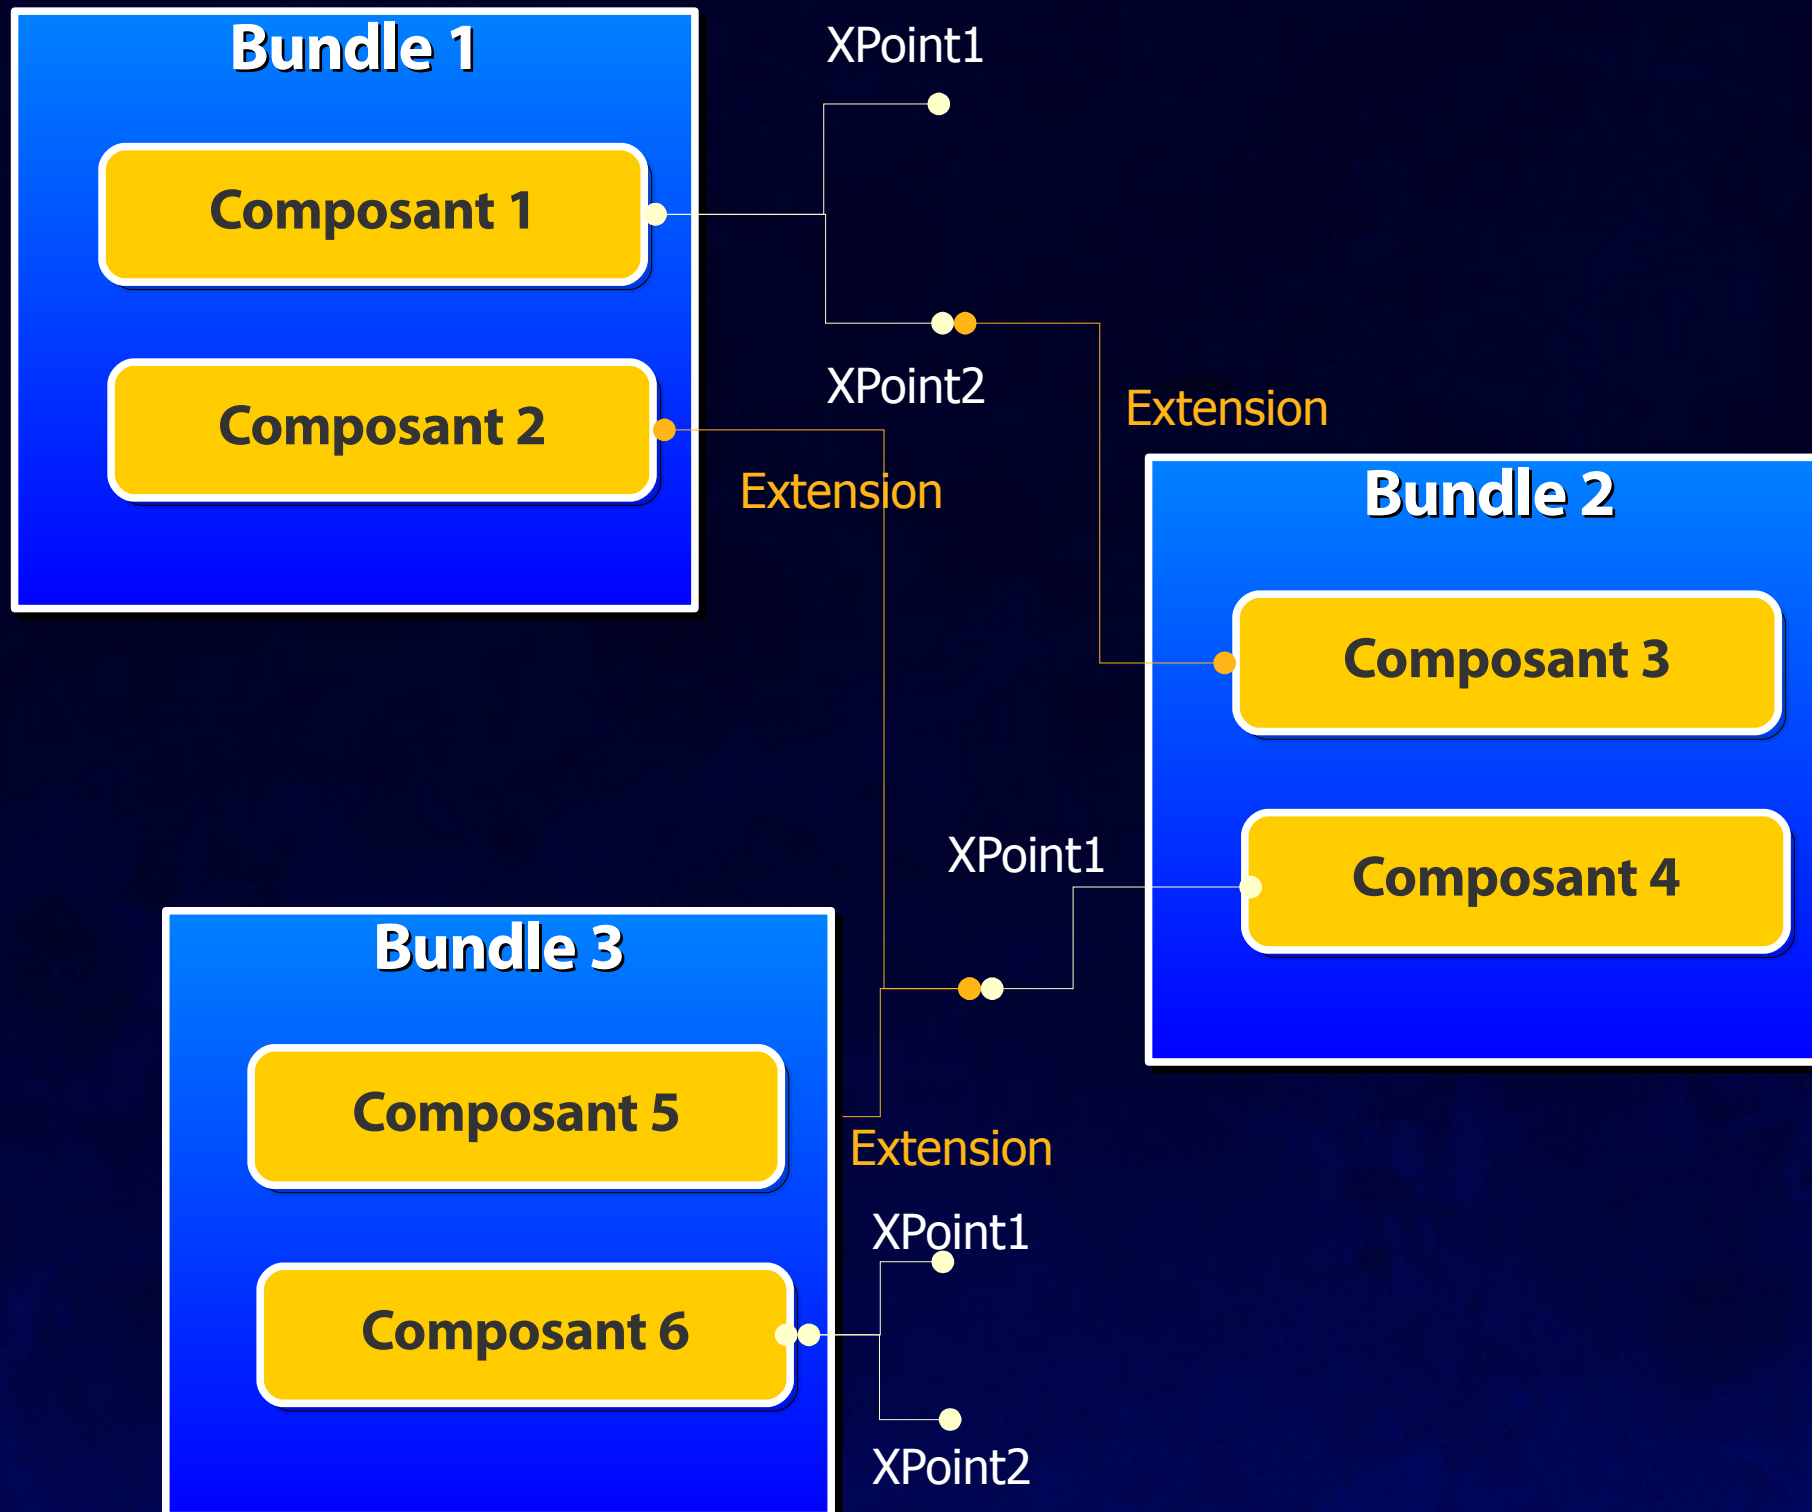 Bundle 1
XPoint1
Composant 1
XPoint2
Extension
Composant 2
Extension
Bundle 2
Composant 3
XPoint1
Composant 4
Bundle 3
Composant 5
Extension
XPoint1
Composant 6
XPoint2